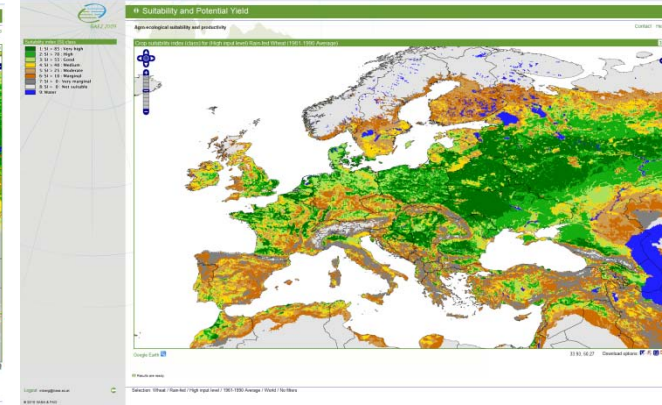 Suitability and Potential Yield
GAEZ
Agro-ecological suitability and productivity
Contact
Crop suitability index (class) for (High input level) Rain-fed Wheat (1961-1990 Average)
Suitability index (SI) class
1: SI > 85 : Very high
2: SI > 70 : High
3: SI > 55 : Good
4: SI > 40 : Medium
5: SI > 25 : Moderate
6: SI > 10 : Marginal
7: SI > 0 : Very marginal
8: SI = 0 : Not suitable
9: Water
Google Earth
Download options
Results are ready.
Logout
Selection: Wheat / Rain-fed / High input level / 1961-1990 Average / World / No filters